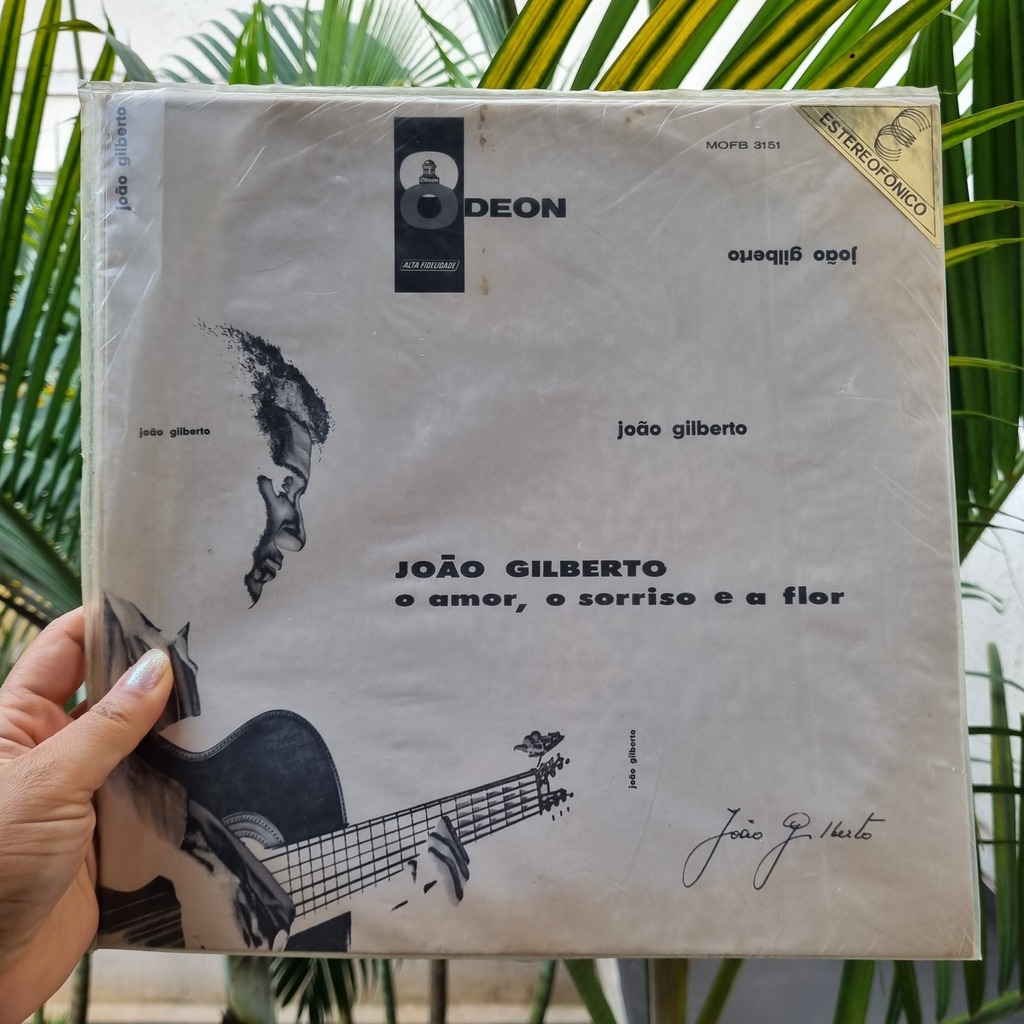 joão gilberto
Odeon
ODEON
ALTA FIDELIDADE
MOFB 3151
ESTEREOFÔNICO
joão gilberto
joão gilberto
joão gilberto
JOÃO GILBERTO
o amor, o sorriso e a flor
joão gilberto
João Gilberto